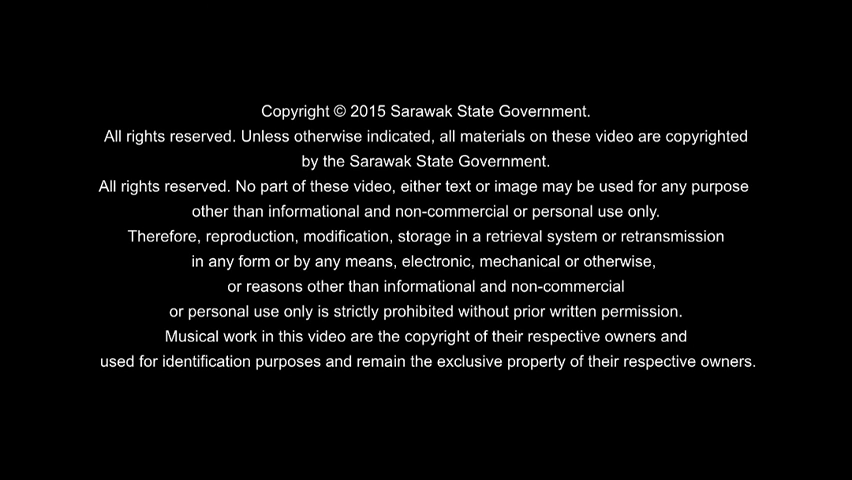 Copyright © 2015 Sarawak State Government.
All rights reserved. Unless otherwise indicated, all materials on these video are copyrighted
by the Sarawak State Government.
All rights reserved. No part of these video, either text or image may be used for any purpose
other than informational and non-commercial or personal use only.
Therefore, reproduction, modification, storage in a retrieval system or retransmission
in any form or by any means, electronic, mechanical or otherwise,
or reasons other than informational and non-commercial
or personal use only is strictly prohibited without prior written permission.
Musical work in this video are the copyright of their respective owners and
used for identification purposes and remain the exclusive property of their respective owners.